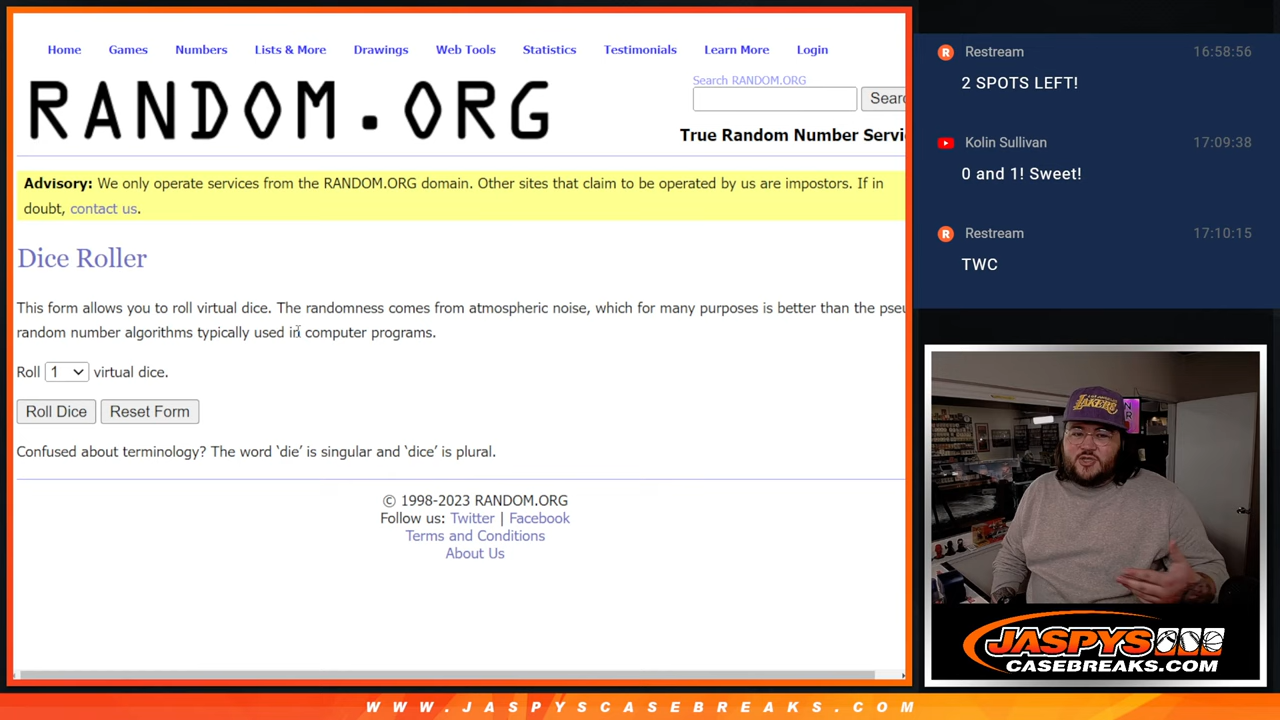 Home Games Numbers Lists & More Drawings Web Tools Statistics Testimonials Learn More Login
RANDOM.ORG
Search RANDOM.ORG
Searc
True Random Number Servi
Advisory: We only operate services from the RANDOM.ORG domain. Other sites that claim to be operated by us are impostors. If in
doubt, contact us.
Dice Roller
This form allows you to roll virtual dice. The randomness comes from atmospheric noise, which for many purposes is better than the pseu
random number algorithms typically used in computer programs.
Roll 1 virtual dice.
Roll Dice Reset Form
Confused about terminology? The word ‘die’ is singular and ‘dice’ is plural.
© 1998-2023 RANDOM.ORG
Follow us: Twitter | Facebook
Terms and Conditions
About Us
R Restream 16:58:56
2 SPOTS LEFT!
Kolin Sullivan 17:09:38
0 and 1! Sweet!
R Restream 17:10:15
TWC
LAKERS
JASPYS
CASEBREAKS.COM
WWW.JASPYSCASEBREAKS.COM